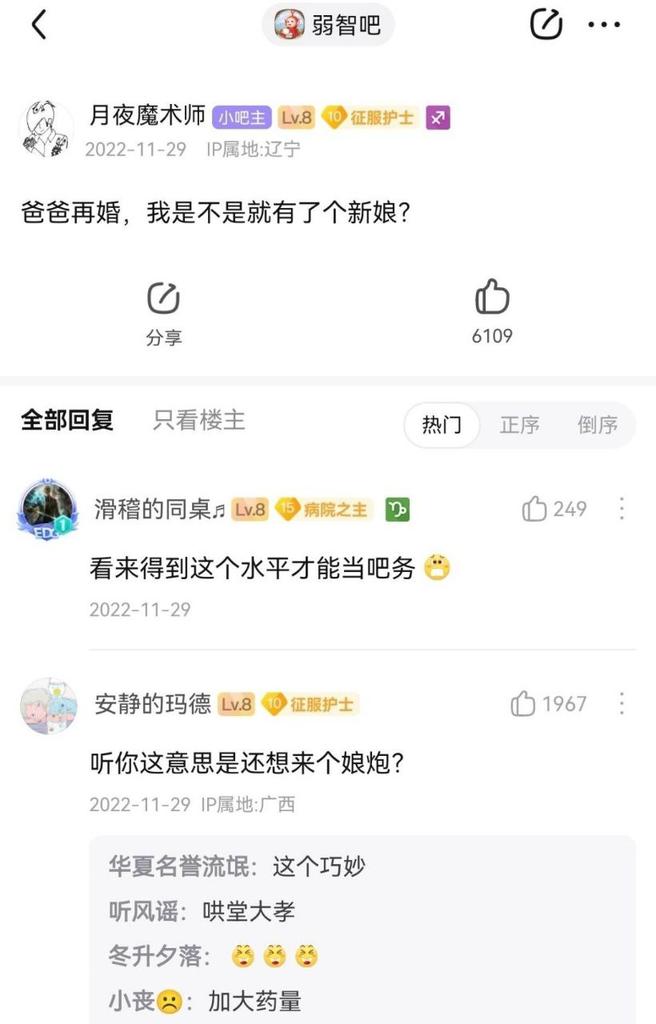 弱智吧
月夜魔术师 小吧主 Lv.8 10 征服护士
2022-11-29 IP属地:辽宁
爸爸再婚，我是不是就有了个新娘？
分享 6109
全部回复 只看楼主 热门 正序 倒序
滑稽的同桌♬ Lv.8 15 病院之主 249
1
EDG
看来得到这个水平才能当吧务
2022-11-29
安静的玛德 Lv.8 10 征服护士 1967
听你这意思是还想来个娘炮？
2022-11-29 IP属地:广西
华夏名誉流氓：这个巧妙
听风谣：哄堂大孝
冬升夕落：
小丧：加大药量